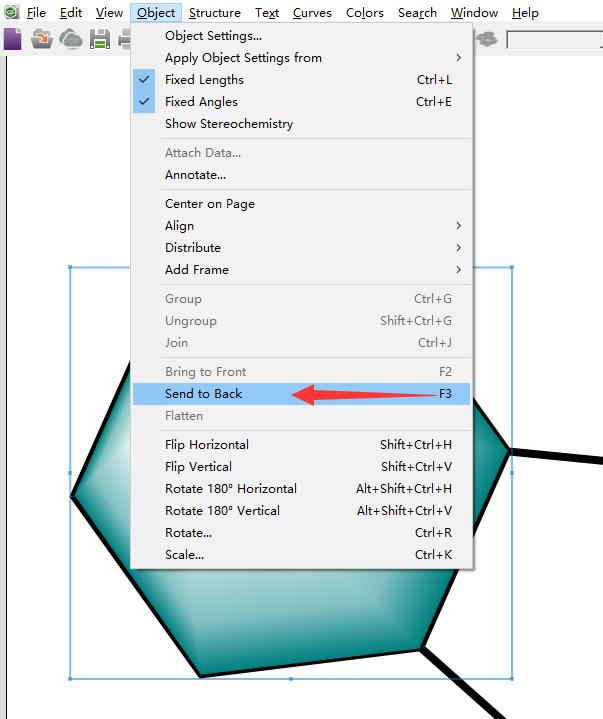 File Edit View Object Structure Text Curves Colors Search Window Help
Object Settings...
Apply Object Settings from
Fixed Lengths Ctrl+L
Fixed Angles Ctrl+E
Show Stereochemistry
Attach Data...
Annotate...
Center on Page
Align
Distribute
Add Frame
Group Ctrl+G
Ungroup Shift+Ctrl+G
Join Ctrl+J
Bring to Front F2
Send to Back F3
Flatten
Flip Horizontal Shift+Ctrl+H
Flip Vertical Shift+Ctrl+V
Rotate 180° Horizontal Alt+Shift+Ctrl+H
Rotate 180° Vertical Alt+Shift+Ctrl+V
Rotate... Ctrl+R
Scale... Ctrl+K